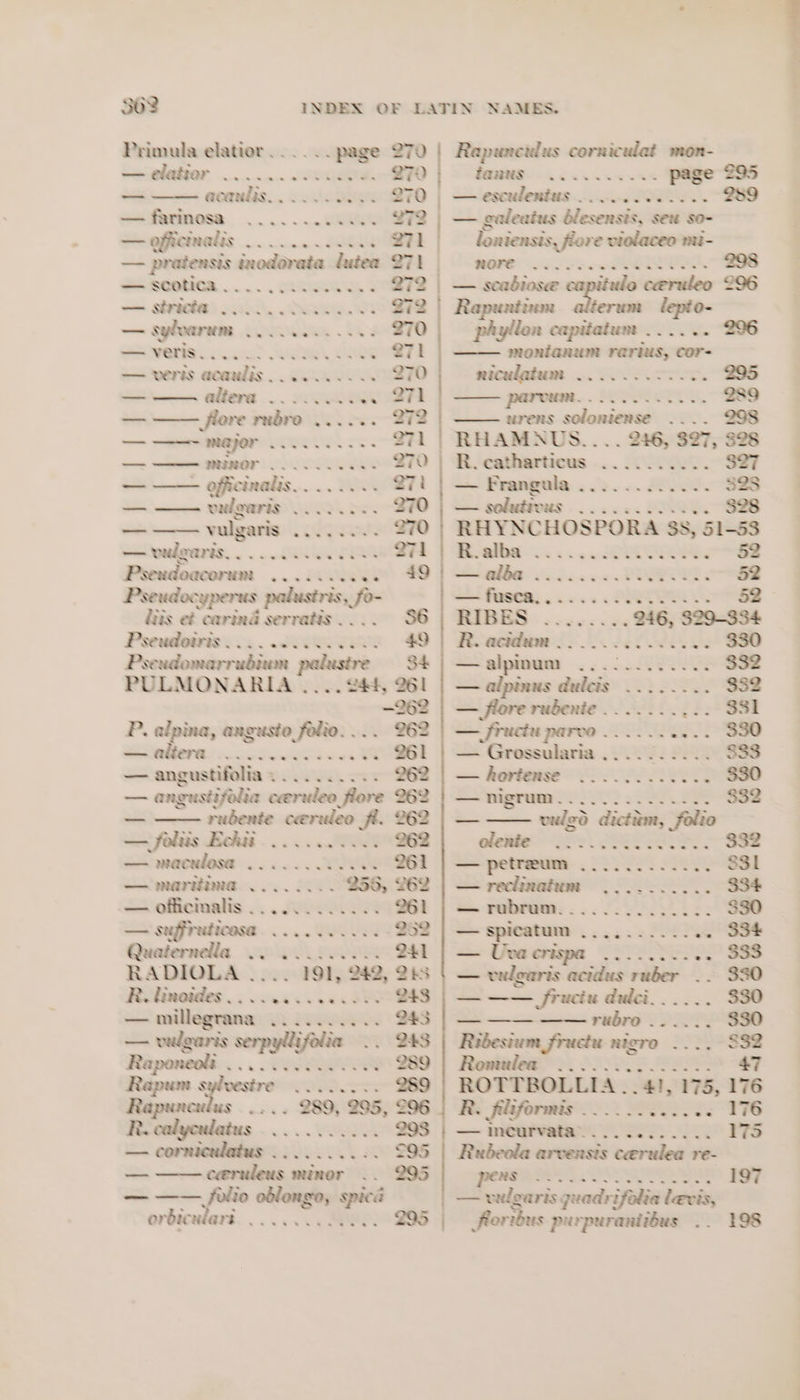 362 INDEX OF LATIN NAMES.
Primula elatior ...... page 270
— elatior .............. 270
— —— acaulis .......... 270
— farinosa ............ 272
— officinalis ............ 271
— pratensis inodorata lutea 271
— scotica .............. 272
— stricta .............. 272
— sylvarum ............ 270
— veris ................ 271
— veris acaulis .......... 270
— —— altera ............ 271
— —— flore rubro ...... 272
— —— major .......... 271
— —— minor .......... 270
— —— officinalis ........ 271
— —— vulgaris ........ 270
— —— vulgaris ........ 270
— vulgaris .............. 271
Pseudoacorum .......... 49
Pseudocyperus palustris, fo-
liis et carinâ serratis .... 36
Pseudoiris .............. 49
Pseudomarrubium palustre 34
PULMONARIA .... 244, 261
–262
P. alpina, angusto folio .... 262
— altera .............. 261
— angustifolia .......... 262
— angustifolia cæruleo flore 262
— —— rubente cæruleo fl. 262
— foliis Echii .......... 262
— maculosa ............ 261
— maritima ........ 256, 262
— officinalis ............ 261
— suffruticosa .......... 232
Quaternella ............ 241
RADIOLA .... 191, 242, 243
R. linoides .............. 243
— millegrana .......... 243
— vulgaris serpyllifolia .. 243
Raponcoli .............. 289
Rapum sylvestre ........ 289
Rapunculus .... 289, 295, 296
R. calyculatus .......... 293
— corniculatus .......... 295
— —— cæruleus minor .. 295
— —— folio oblongo, spicâ
orbiculari ............ 295
Rapunculus corniculat mon-
tanus .......... page 295
— esculentus ............ 289
— galeatus blesensis, seu so-
loniensis, flore violaceo mi-
nore ................ 298
— scabiosæ capitulo cæruleo 296
Rapuntium alterum lepto-
phyllon capitatum ...... 296
—— montanum rarius, cor-
niculatum ............ 295
—— parvum .......... 289
—— urens soloniense .... 298
RHAMNUS .... 246, 327, 328
R. catharticus .......... 327
— Frangula ............ 328
— solutivus ............ 328
RHYNCHOSPORA 38, 51–53
R. alba ................ 52
— alba ................ 52
— fusca ................ 52
RIBES ........ 246, 329–334
R. acidum .............. 330
— alpinum ............ 332
— alpinus dulcis ........ 332
— flore rubente .......... 331
— fructu parvo .......... 330
— Grossularia .......... 333
— hortense ............ 330
— nigrum .............. 332
— —— vulgò dictum, folio
olente .............. 332
— petræum ............ 331
— reclinatum .......... 334
— rubrum .............. 330
— spicatum ............ 334
— Uva crispa .......... 333
— vulgaris acidus ruber .. 330
— —— fructu dulci ...... 330
— —— —— rubro ...... 330
Ribesium fructu nigro .... 332
Romulea .............. 47
ROTTBOLLIA .. 41, 175, 176
R. filiformis ............ 176
— incurvata ............ 175
Rubeola arvensis cærulea re-
pens ................ 197
— vulgaris quadrifolia lævis,
floribus purpurantibus .. 198